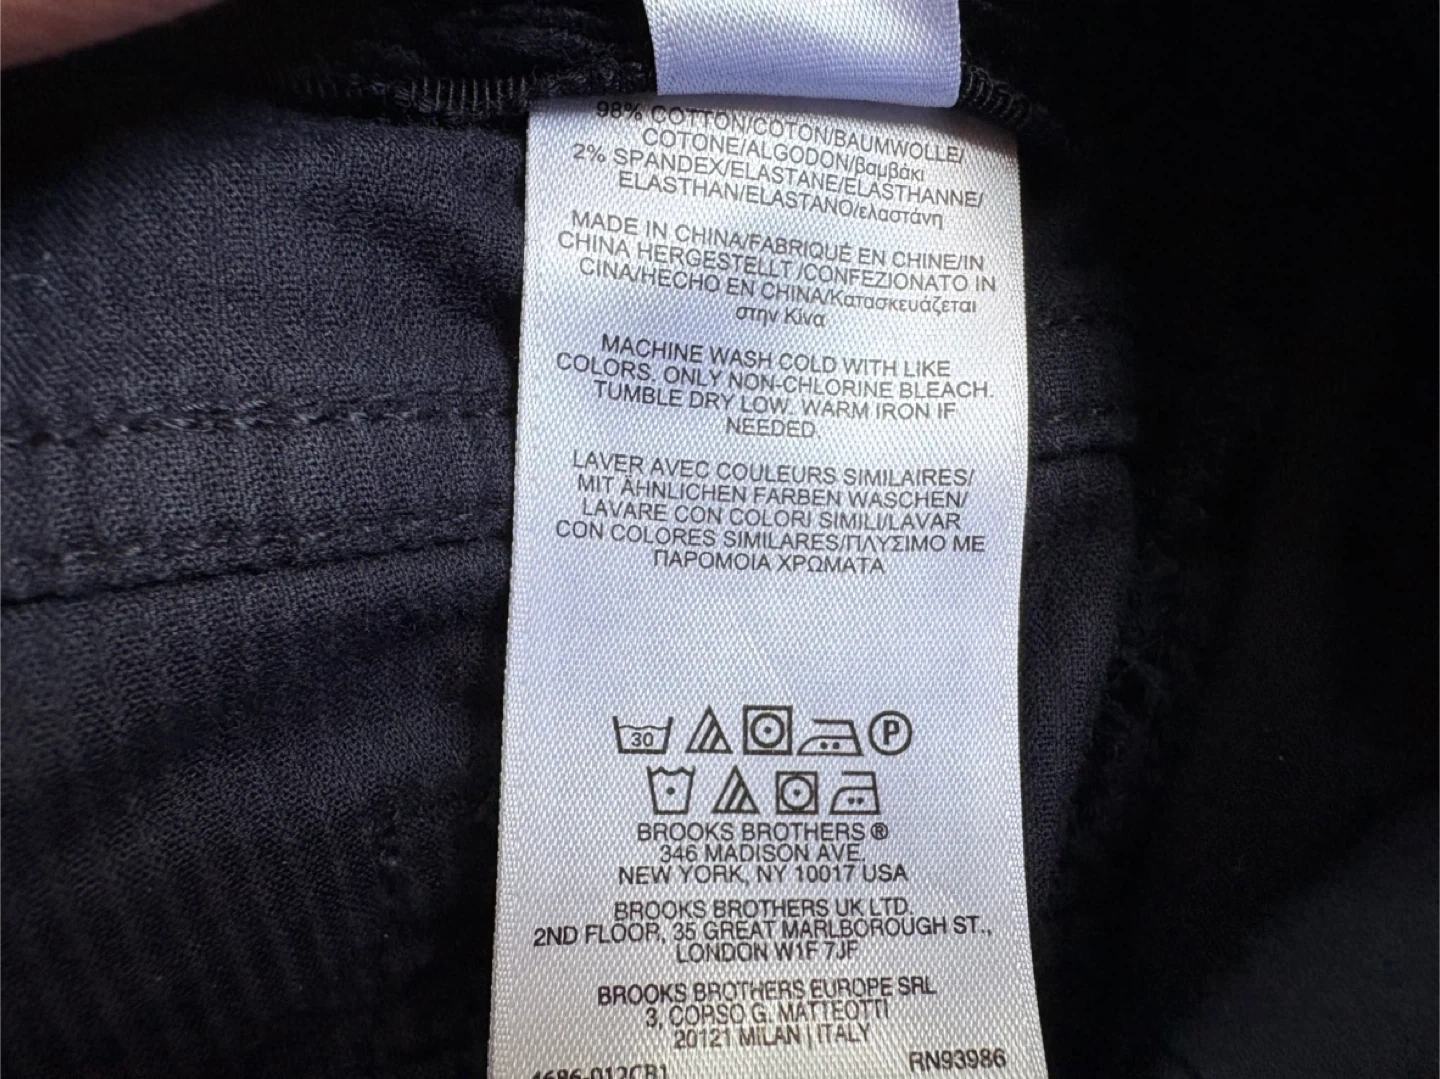 98% COTTON/COTON/BAUMWOLLE/
COTONE/ALGODON/βαμβάκι
2% SPANDEX/ELASTANE/ELASTHANNE/
ELASTHAN/ELASTANO/ελαστάνη
MADE IN CHINA/FABRIQUÉ EN CHINE/IN
CHINA HERGESTELLT /CONFEZIONATO IN
CINA/HECHO EN CHINA/Κατασκευάζεται
στην Κίνα
MACHINE WASH COLD WITH LIKE
COLORS. ONLY NON-CHLORINE BLEACH.
TUMBLE DRY LOW. WARM IRON IF
NEEDED.
LAVER AVEC COULEURS SIMILAIRES/
MIT ÄHNLICHEN FARBEN WASCHEN/
LAVARE CON COLORI SIMILI/LAVAR
CON COLORES SIMILARES/ΠΛΥΣΙΜΟ ΜΕ
ΠΑΡΟΜΟΙΑ ΧΡΩΜΑΤΑ
30 P
BROOKS BROTHERS ®
346 MADISON AVE.
NEW YORK, NY 10017 USA
BROOKS BROTHERS UK LTD.
2ND FLOOR, 35 GREAT MARLBOROUGH ST.,
LONDON W1F 7JF
BROOKS BROTHERS EUROPE SRL
3, CORSO G. MATTEOTTI
20121 MILAN | ITALY
RN93986